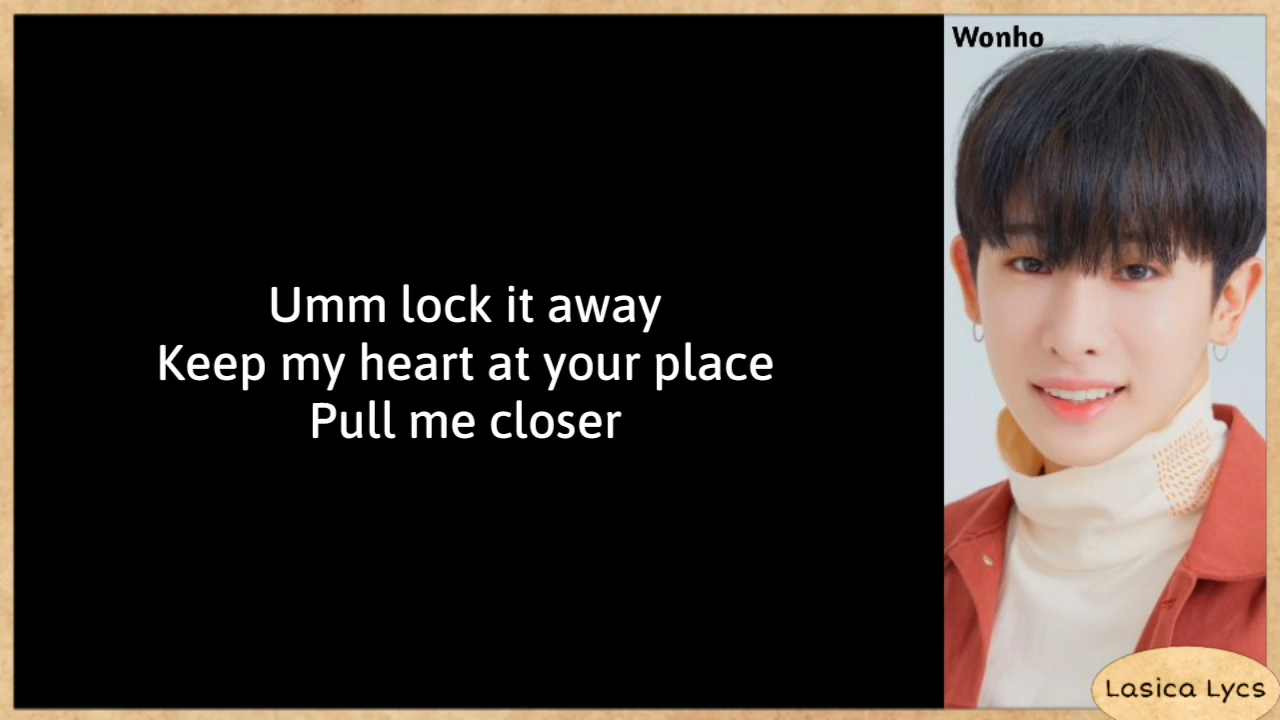 Wonho
Umm lock it away
Keep my heart at your place
Pull me closer
Lasica Lycs